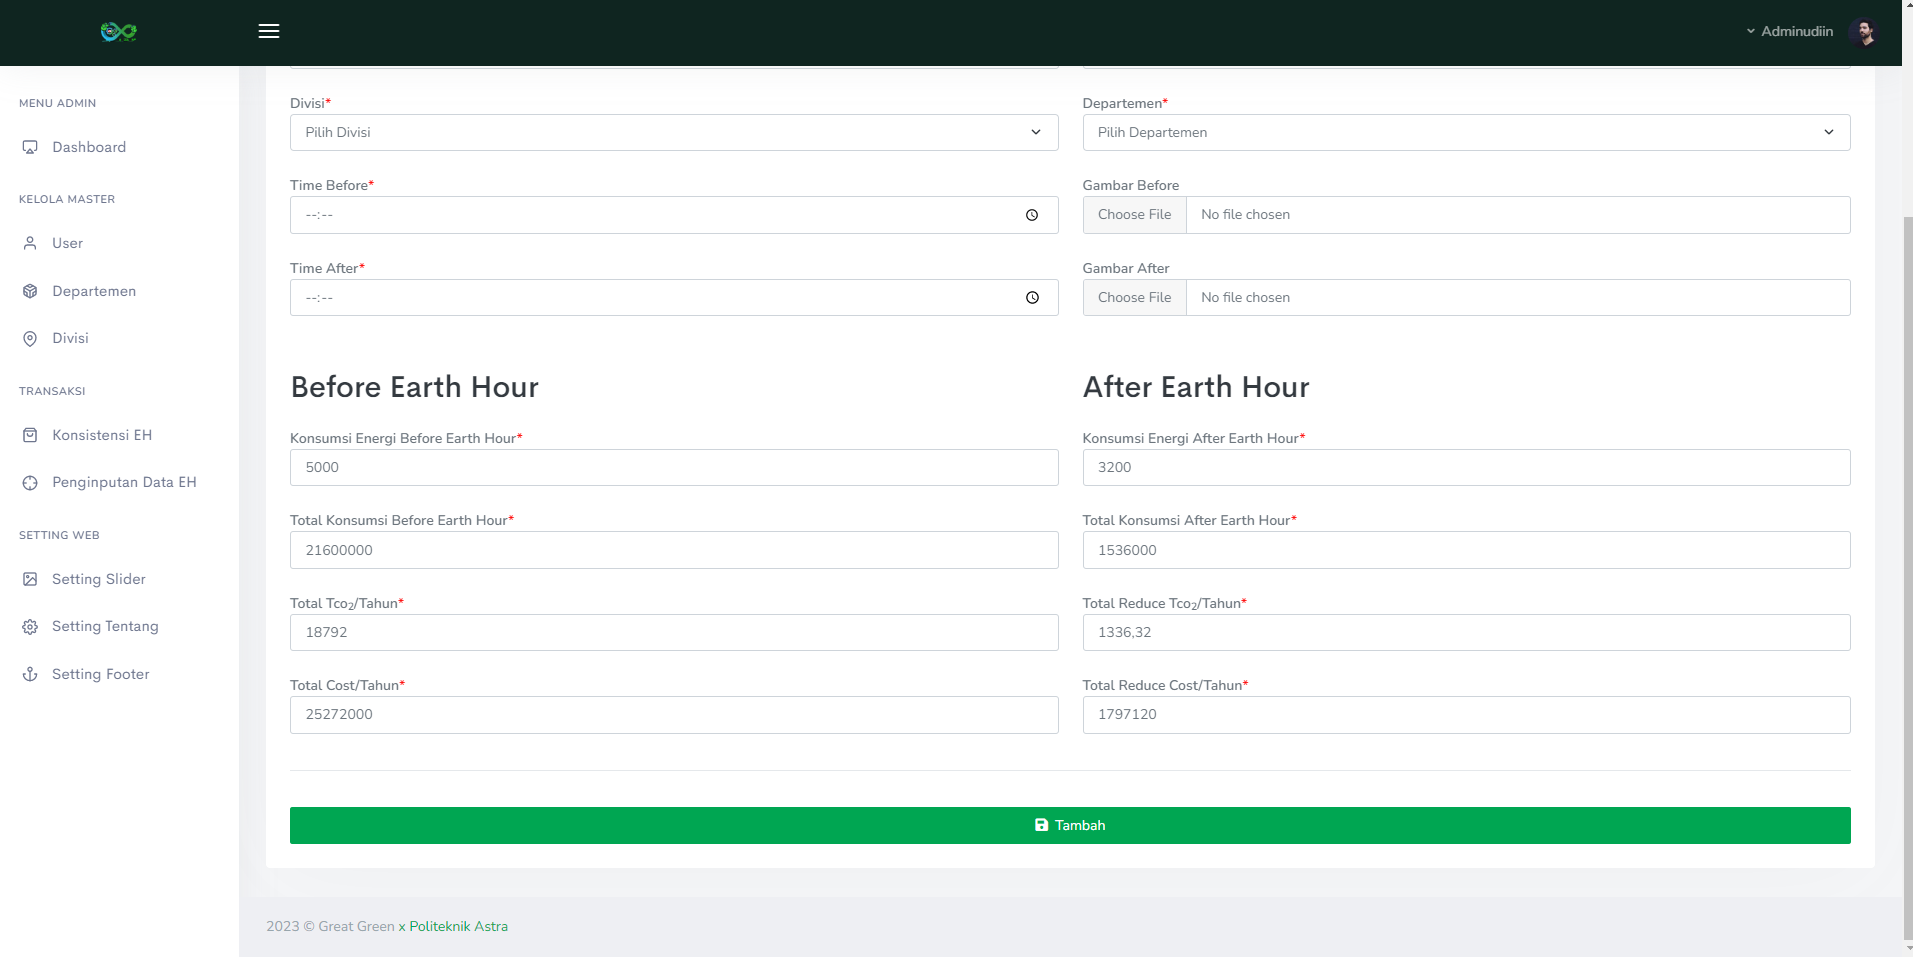 Adminudiin
MENU ADMIN
Dashboard
KELOLA MASTER
User
Departemen
Divisi
TRANSAKSI
Konsistensi EH
Penginputan Data EH
SETTING WEB
Setting Slider
Setting Tentang
Setting Footer
Divisi*
Pilih Divisi
Departemen*
Pilih Departemen
Time Before*
--:--
Gambar Before
Choose File No file chosen
Time After*
--:--
Gambar After
Choose File No file chosen
Before Earth Hour
After Earth Hour
Konsumsi Energi Before Earth Hour*
5000
Konsumsi Energi After Earth Hour*
3200
Total Konsumsi Before Earth Hour*
21600000
Total Konsumsi After Earth Hour*
1536000
Total Tco₂/Tahun*
18792
Total Reduce Tco₂/Tahun*
1336,32
Total Cost/Tahun*
25272000
Total Reduce Cost/Tahun*
1797120
Tambah
2023 © Great Green x Politeknik Astra